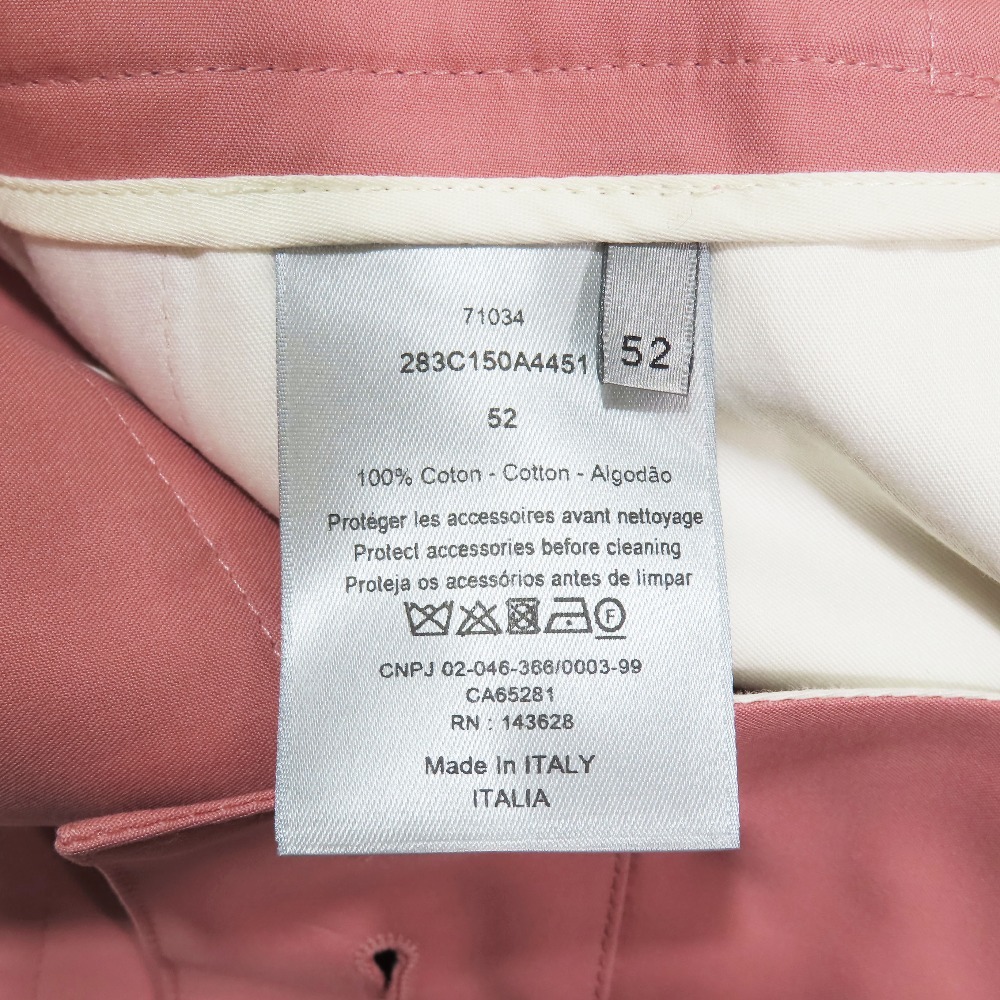 71034
283C150A4451
52
52
100% Coton - Cotton - Algodão
Protéger les accessoires avant nettoyage
Protect accessories before cleaning
Proteja os acessórios antes de limpar
F
CNPJ 02-046-366/0003-99
CA65281
RN : 143628
Made in ITALY
ITALIA